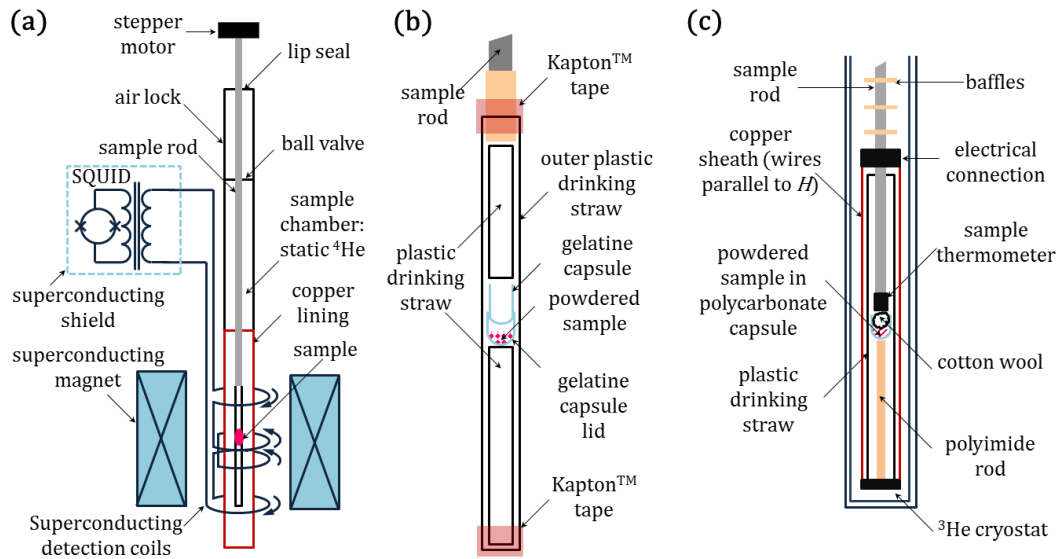 (a)
stepper
motor
lip seal
air lock
ball valve
sample rod
SQUID
sample
chamber:
static ⁴He
superconducting
shield
copper
lining
superconducting
magnet
sample
Superconducting
detection coils
(b)
Kapton™
tape
sample
rod
outer plastic
drinking
straw
plastic
drinking
straw
gelatine
capsule
powdered
sample
gelatine
capsule
lid
Kapton™
tape
(c)
sample
rod
baffles
copper
sheath (wires
parallel to H)
electrical
connection
sample
thermometer
powdered
sample in
polycarbonate
capsule
cotton wool
plastic
drinking
straw
polyimide
rod
³He cryostat